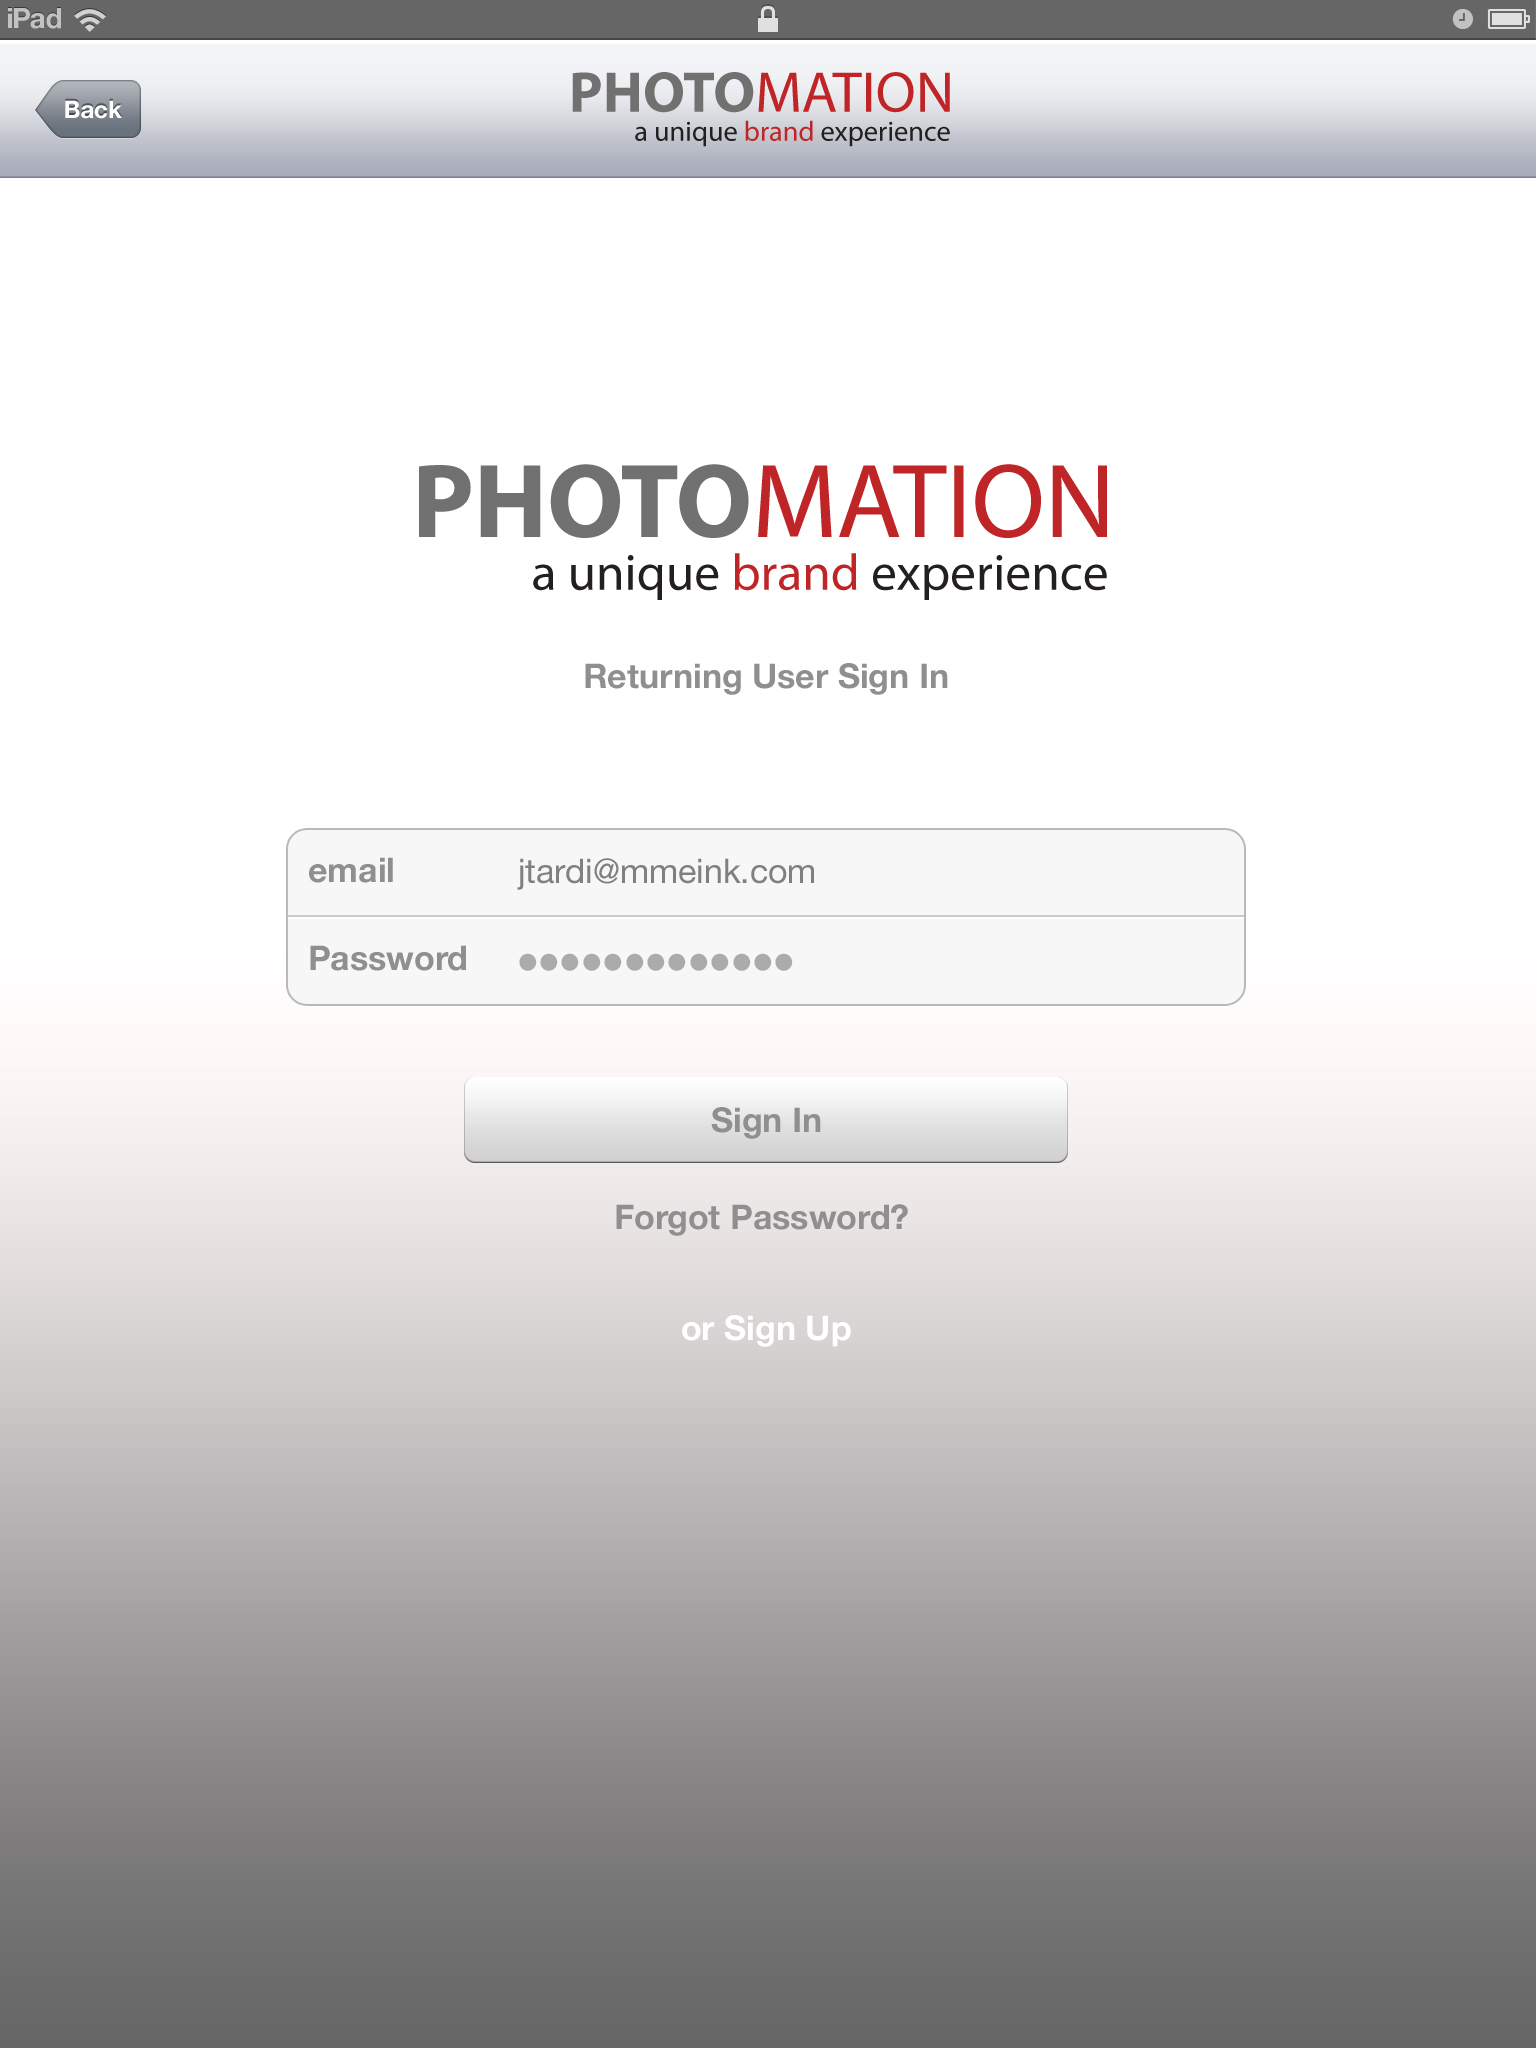 iPad
Back
PHOTOMATION
a unique brand experience
PHOTOMATION
a unique brand experience
Returning User Sign In
email jtardi@mmeink.com
Password ●●●●●●●●●●●●●
Sign In
Forgot Password?
or Sign Up